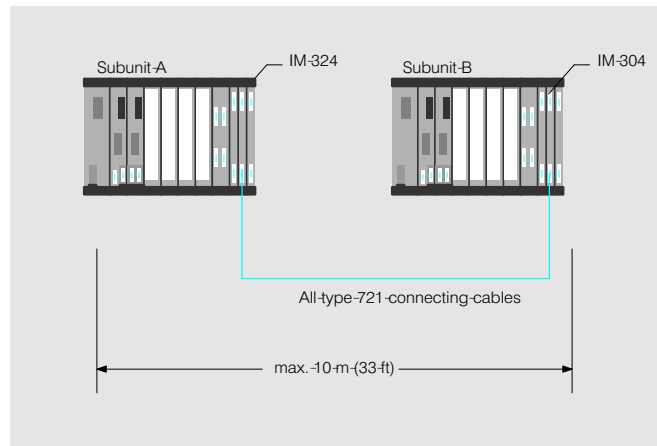 Subunit-A
IM-324
Subunit-B
IM-304
All-type-721-connecting-cables
max.-10-m-(33-ft)